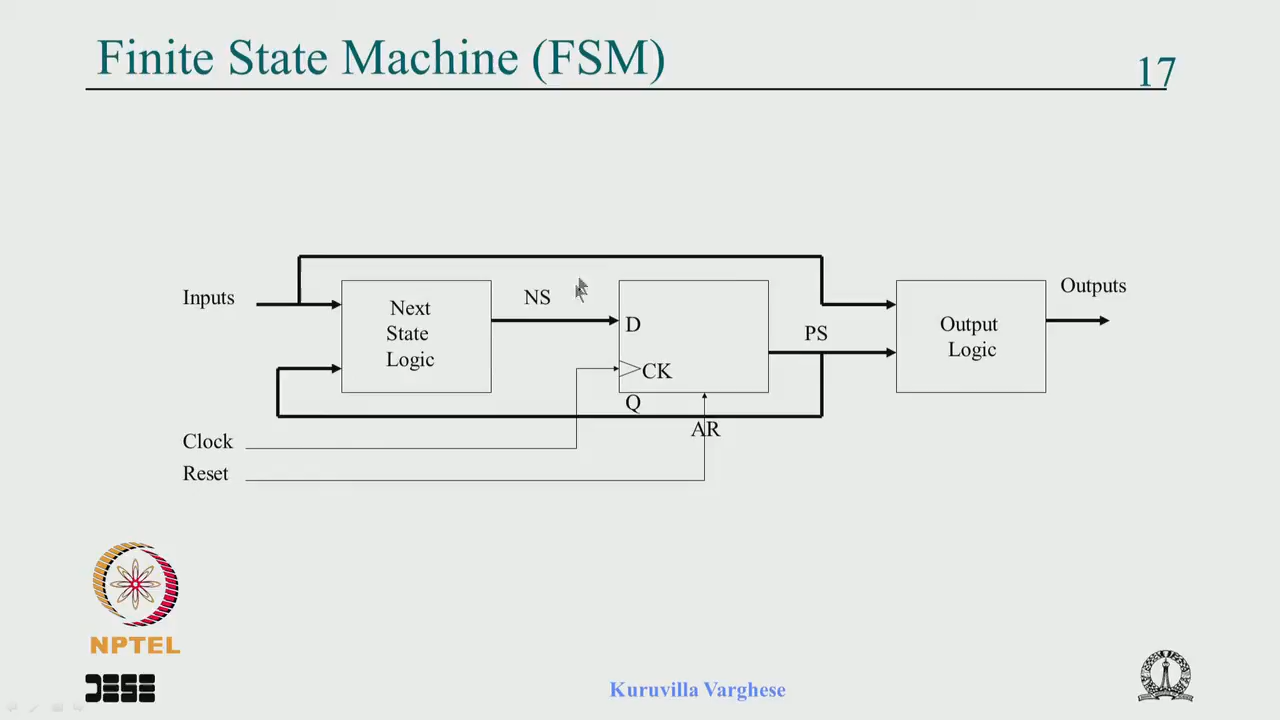 Finite State Machine (FSM)
17
Inputs
Next
State
Logic
NS
D
CK
Q
AR
PS
Output
Logic
Outputs
Clock
Reset
NPTEL
Kuruvilla Varghese